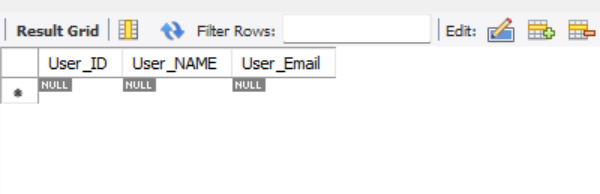 Result Grid Filter Rows: Edit:
User_ID User_NAME User_Email
* NULL NULL NULL